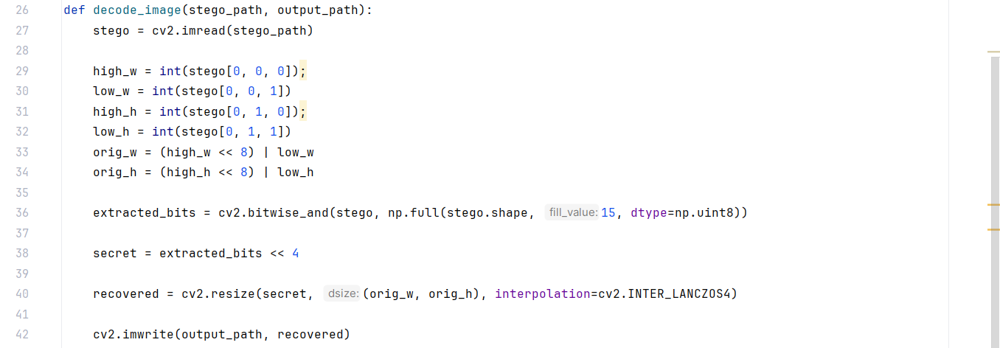 26 def decode_image(stego_path, output_path):
27     stego = cv2.imread(stego_path)
28
29     high_w = int(stego[0, 0, 0]);
30     low_w = int(stego[0, 0, 1])
31     high_h = int(stego[0, 1, 0]);
32     low_h = int(stego[0, 1, 1])
33     orig_w = (high_w << 8) | low_w
34     orig_h = (high_h << 8) | low_h
35
36     extracted_bits = cv2.bitwise_and(stego, np.full(stego.shape, fill_value: 15, dtype=np.uint8))
37
38     secret = extracted_bits << 4
39
40     recovered = cv2.resize(secret, dsize: (orig_w, orig_h), interpolation=cv2.INTER_LANCZOS4)
41
42     cv2.imwrite(output_path, recovered)